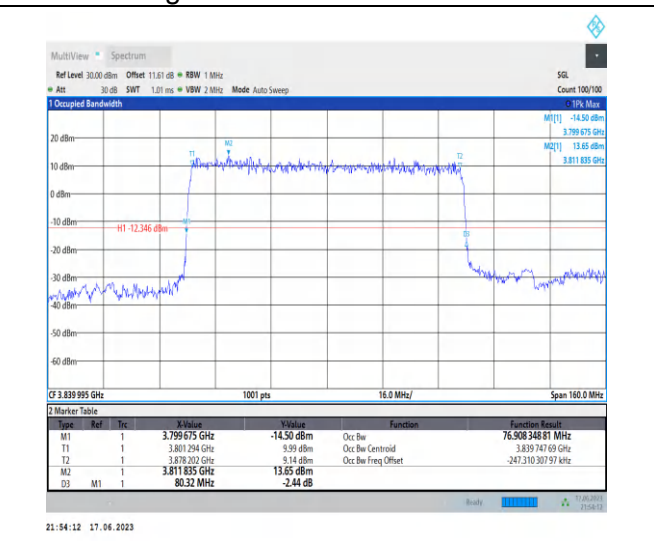 MultiView Spectrum
Ref Level 30.00 dBm Offset 11.61 dB RBW 1 MHz SGL
Att 30 dB SWT 1.01 ms VBW 2 MHz Mode Auto Sweep Count 100/100
1 Occupied Bandwidth 1Pk Max
M1[1] -14.50 dBm
3.799 675 GHz
M2[1] 13.65 dBm
3.811 835 GHz
20 dBm
M2
T1
T2
10 dBm
0 dBm
-10 dBm
M1
H1 -12.346 dBm
D3
-20 dBm
-30 dBm
-40 dBm
-50 dBm
-60 dBm
CF 3.839 995 GHz 1001 pts 16.0 MHz/ Span 160.0 MHz
2 Marker Table
Type Ref Trc X-Value Y-Value Function Function Result
M1 1 3.799 675 GHz -14.50 dBm Occ Bw 76.908 348 81 MHz
T1 1 3.801 294 GHz 9.99 dBm Occ Bw Centroid 3.839 747 69 GHz
T2 1 3.878 202 GHz 9.14 dBm Occ Bw Freq Offset -247.310 307 97 kHz
M2 1 3.811 835 GHz 13.65 dBm
D3 M1 1 80.32 MHz -2.44 dB
Ready 17.06.2023
21:54:12
21:54:12 17.06.2023